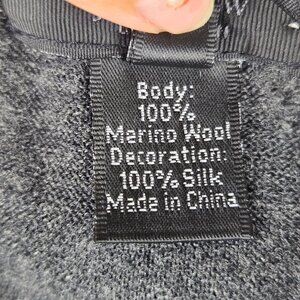 Body:
100%
Merino Wool
Decoration:
100% Silk
Made in China